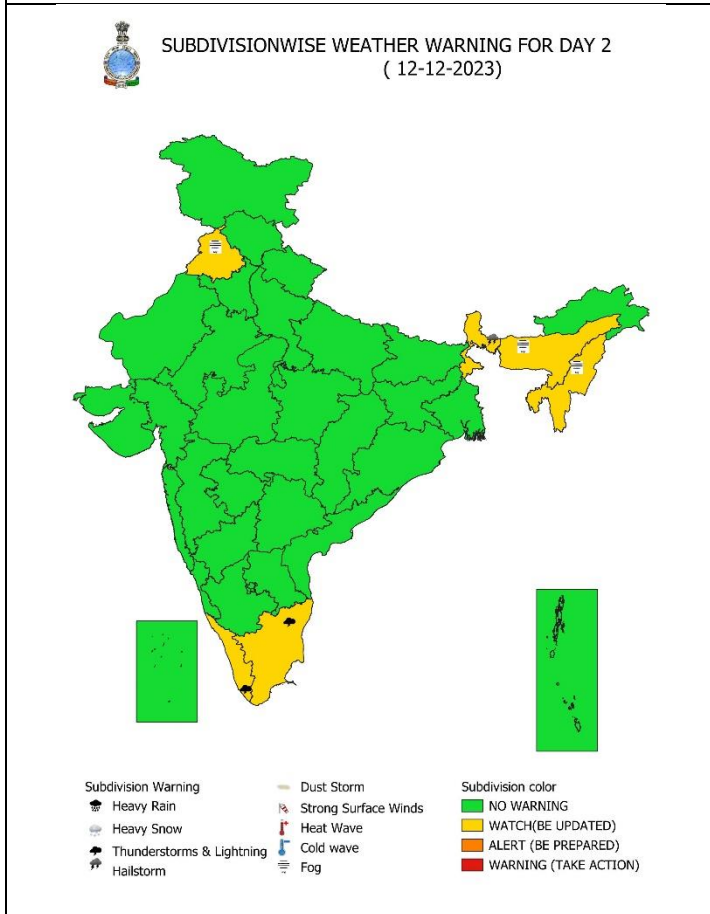 SUBDIVISIONWISE WEATHER WARNING FOR DAY 2
( 12-12-2023)
Subdivision Warning
Heavy Rain
Heavy Snow
Thunderstorms & Lightning
Hailstorm
Dust Storm
Strong Surface Winds
Heat Wave
Cold wave
Fog
Subdivision color
NO WARNING
WATCH(BE UPDATED)
ALERT (BE PREPARED)
WARNING (TAKE ACTION)